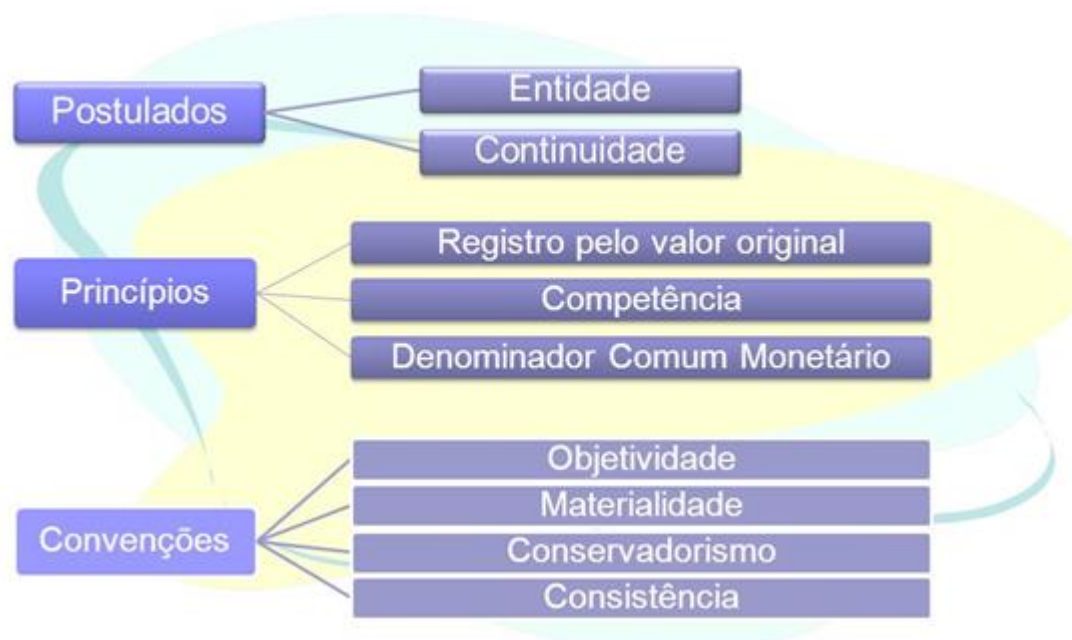 Postulados
Entidade
Continuidade
Princípios
Registro pelo valor original
Competência
Denominador Comum Monetário
Convenções
Objetividade
Materialidade
Conservadorismo
Consistência